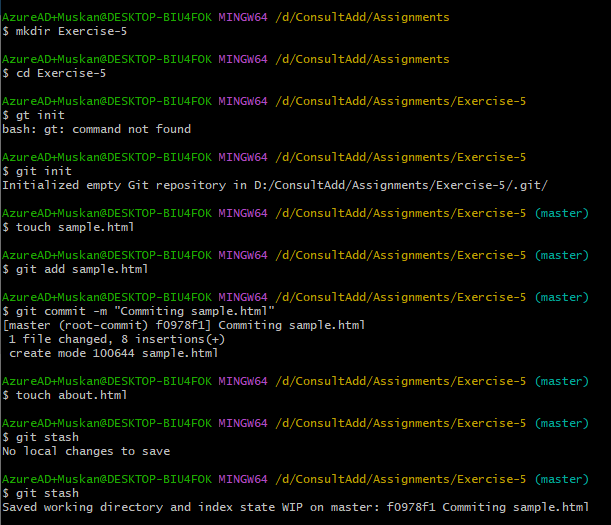 AzureAD+Muskan@DESKTOP-BIU4FOK MINGW64 /d/ConsultAdd/Assignments
$ mkdir Exercise-5
AzureAD+Muskan@DESKTOP-BIU4FOK MINGW64 /d/ConsultAdd/Assignments
$ cd Exercise-5
AzureAD+Muskan@DESKTOP-BIU4FOK MINGW64 /d/ConsultAdd/Assignments/Exercise-5
$ gt init
bash: gt: command not found
AzureAD+Muskan@DESKTOP-BIU4FOK MINGW64 /d/ConsultAdd/Assignments/Exercise-5
$ git init
Initialized empty Git repository in D:/ConsultAdd/Assignments/Exercise-5/.git/
AzureAD+Muskan@DESKTOP-BIU4FOK MINGW64 /d/ConsultAdd/Assignments/Exercise-5 (master)
$ touch sample.html
AzureAD+Muskan@DESKTOP-BIU4FOK MINGW64 /d/ConsultAdd/Assignments/Exercise-5 (master)
$ git add sample.html
AzureAD+Muskan@DESKTOP-BIU4FOK MINGW64 /d/ConsultAdd/Assignments/Exercise-5 (master)
$ git commit -m "Commiting sample.html"
[master (root-commit) f0978f1] Commiting sample.html
1 file changed, 8 insertions(+)
create mode 100644 sample.html
AzureAD+Muskan@DESKTOP-BIU4FOK MINGW64 /d/ConsultAdd/Assignments/Exercise-5 (master)
$ touch about.html
AzureAD+Muskan@DESKTOP-BIU4FOK MINGW64 /d/ConsultAdd/Assignments/Exercise-5 (master)
$ git stash
No local changes to save
AzureAD+Muskan@DESKTOP-BIU4FOK MINGW64 /d/ConsultAdd/Assignments/Exercise-5 (master)
$ git stash
Saved working directory and index state WIP on master: f0978f1 Commiting sample.html